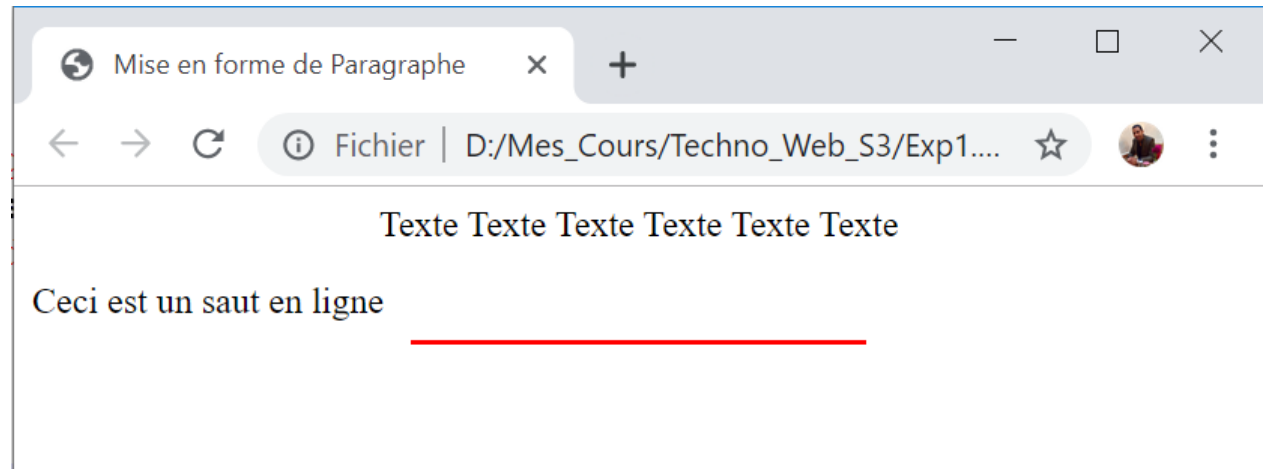 Mise en forme de Paragraphe
Fichier | D:/Mes_Cours/Techno_Web_S3/Exp1....
Texte Texte Texte Texte Texte Texte
Ceci est un saut en ligne